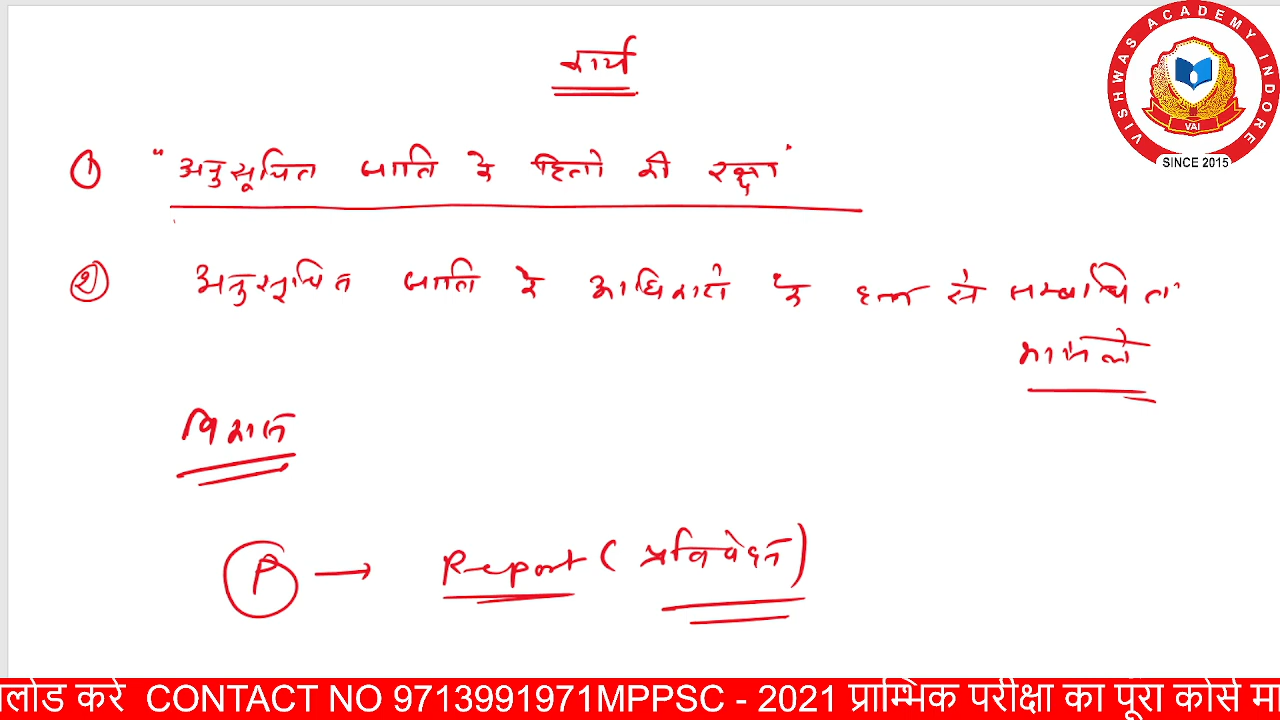 कार्य
① "अनुसूचित जाति के हितो की रक्षा"
② अनुसूचित जाति के अधिकारो के हनन से सम्बंधित
मामलो
विकास
P → Report (प्रतिवेदन)
VISHWAS ACADEMY INDORE
VAI
SINCE 2015
लोड करे CONTACT NO 9713991971MPPSC - 2021 प्राम्भिक परीक्षा का पूरा कोर्स मा